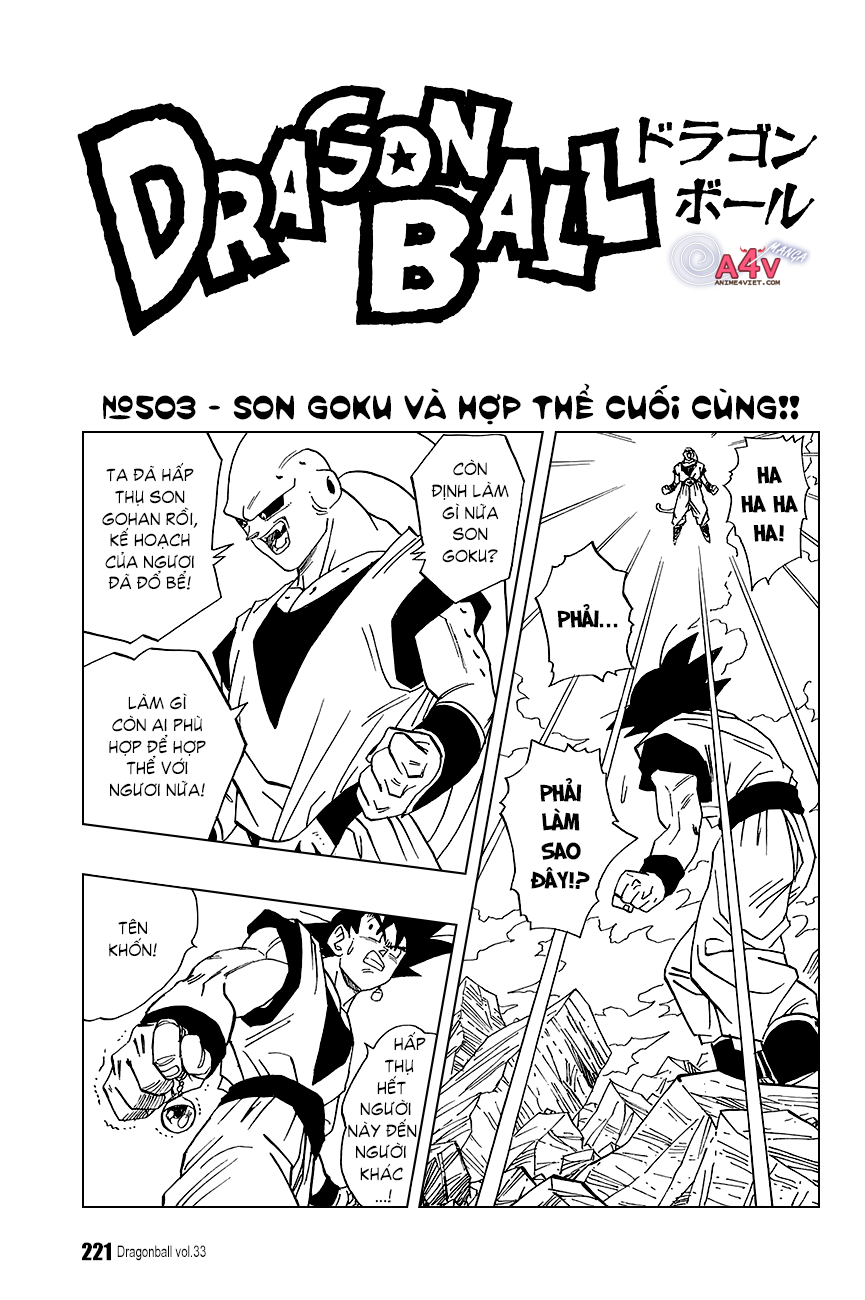 DRAGON BALL
ドラゴン
ボール
A4V
MANGA
ANIME4VIET.COM
№503 - SON GOKU VÀ HỢP THỂ CUỐI CÙNG!!
HA
HA HA
HA!
PHẢI...
PHẢI
LÀM
SAO
ĐÂY!?
CÒN
ĐỊNH LÀM
GÌ NỮA
SON
GOKU?
TA ĐÃ HẤP
THỤ SON
GOHAN RỒI,
KẾ HOẠCH
CỦA NGƯƠI
ĐÃ ĐỔ BỂ!
LÀM GÌ
CÒN AI PHÙ
HỢP ĐỂ HỢP
THỂ VỚI
NGƯƠI NỮA!
TÊN
KHỐN!
HẤP
THỤ
HẾT
NGƯỜI
NÀY ĐẾN
NGƯỜI
KHÁC
...!
221 Dragonball vol.33